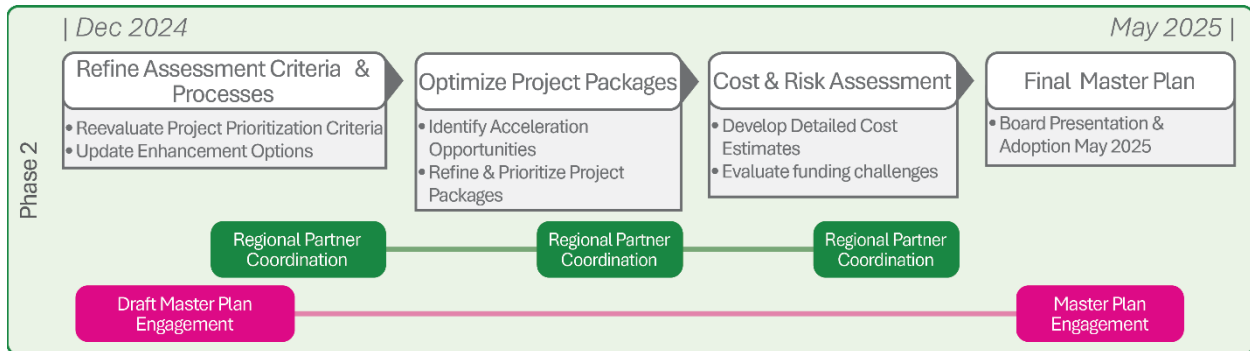 | Dec 2024
May 2025 |
Phase 2
Refine Assessment Criteria &
Processes
• Reevaluate Project Prioritization Criteria
• Update Enhancement Options
Optimize Project Packages
• Identify Acceleration
Opportunities
• Refine & Prioritize Project
Packages
Cost & Risk Assessment
• Develop Detailed Cost
Estimates
• Evaluate funding challenges
Final Master Plan
• Board Presentation &
Adoption May 2025
Regional Partner
Coordination
Regional Partner
Coordination
Regional Partner
Coordination
Draft Master Plan
Engagement
Master Plan
Engagement